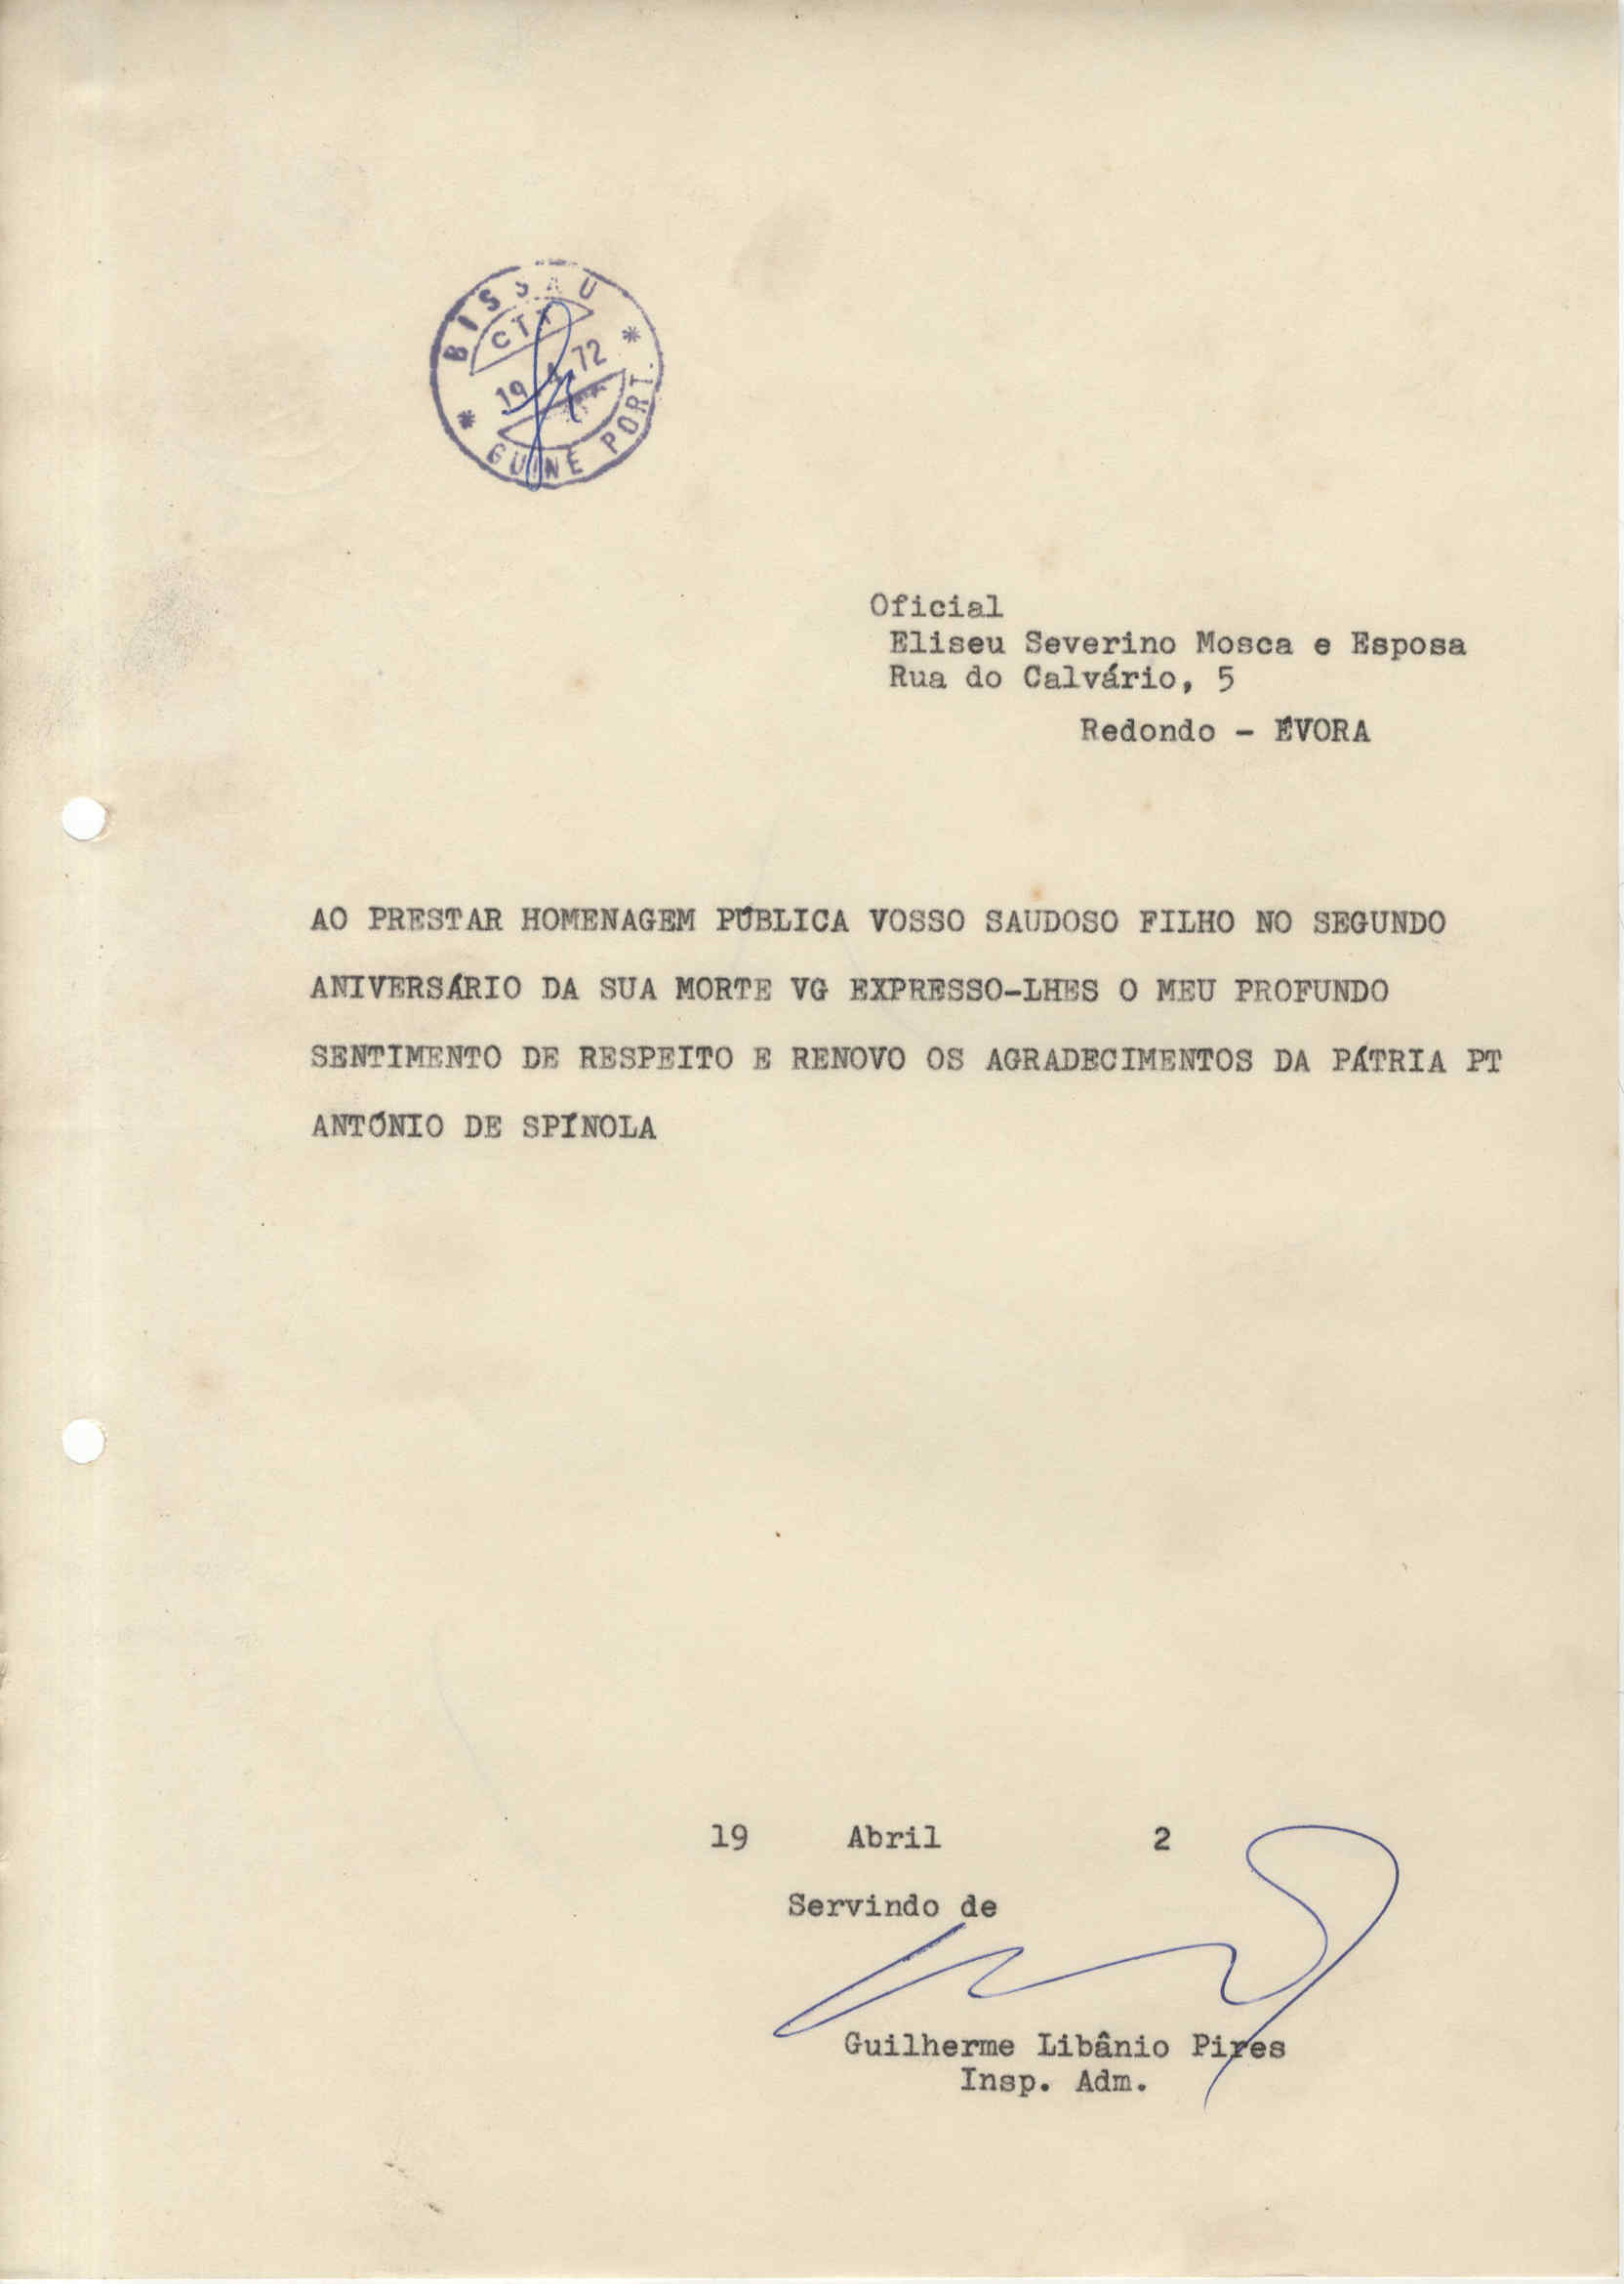 BISSAU
CTT
19 4 72
GUINÉ PORT.
Oficial
Eliseu Severino Mosca e Esposa
Rua do Calvário, 5
Redondo - ÉVORA
AO PRESTAR HOMENAGEM PÚBLICA VOSSO SAUDOSO FILHO NO SEGUNDO
ANIVERSÁRIO DA SUA MORTE VG EXPRESSO-LHES O MEU PROFUNDO
SENTIMENTO DE RESPEITO E RENOVO OS AGRADECIMENTOS DA PÁTRIA PT
ANTÓNIO DE SPÍNOLA
19 Abril 2
Servindo de
Guilherme Libânio Pires
Insp. Adm.